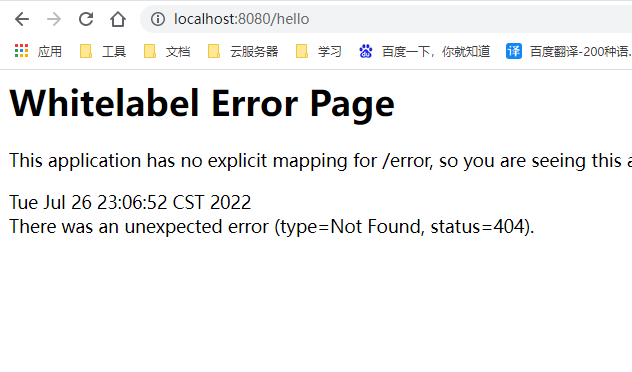 localhost:8080/hello
应用 工具 文档 云服务器 学习 百度一下，你就知道 译 百度翻译-200种语.
Whitelabel Error Page
This application has no explicit mapping for /error, so you are seeing this a
Tue Jul 26 23:06:52 CST 2022
There was an unexpected error (type=Not Found, status=404).